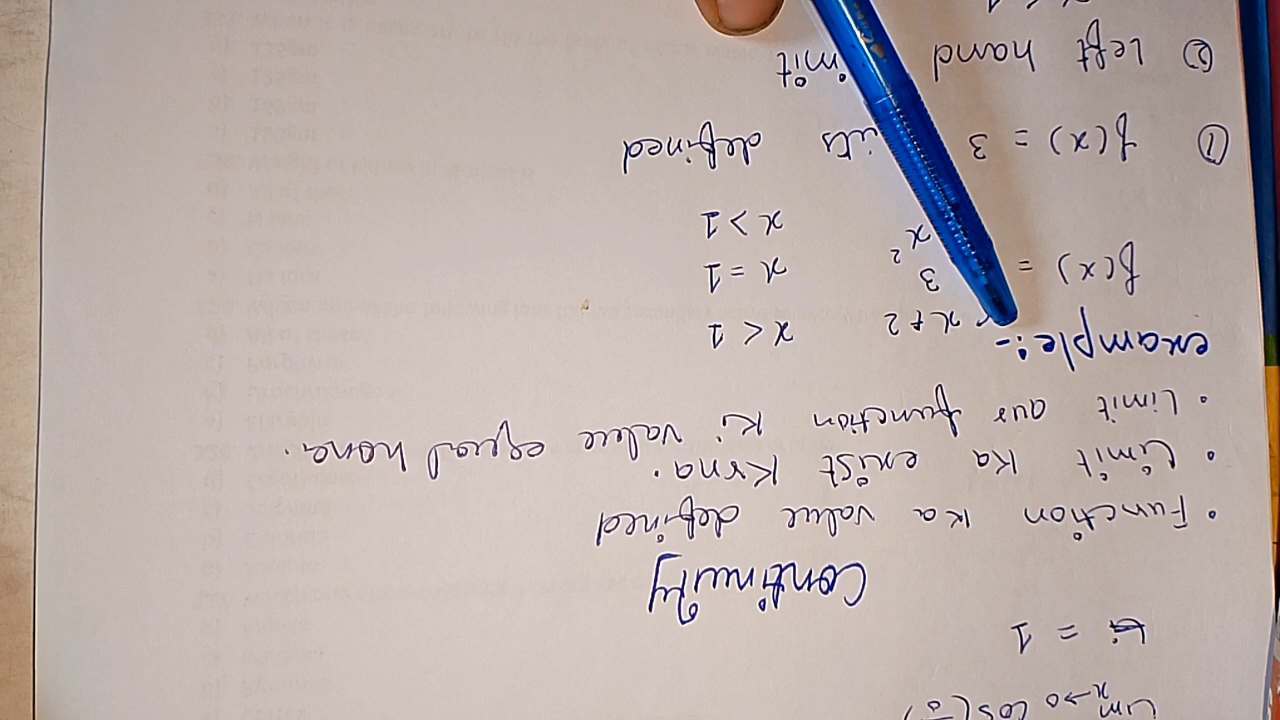 Lim x→0 cos(
= 1
Continuity
• Function ka value defined
• Limit ka exist krna.
• Limit aur function ki value equal hona.
example:-
x+2 x < 1
f(x) = 3 x = 1
x² x > 1
① f(x) = 3 its defined
② Left hand